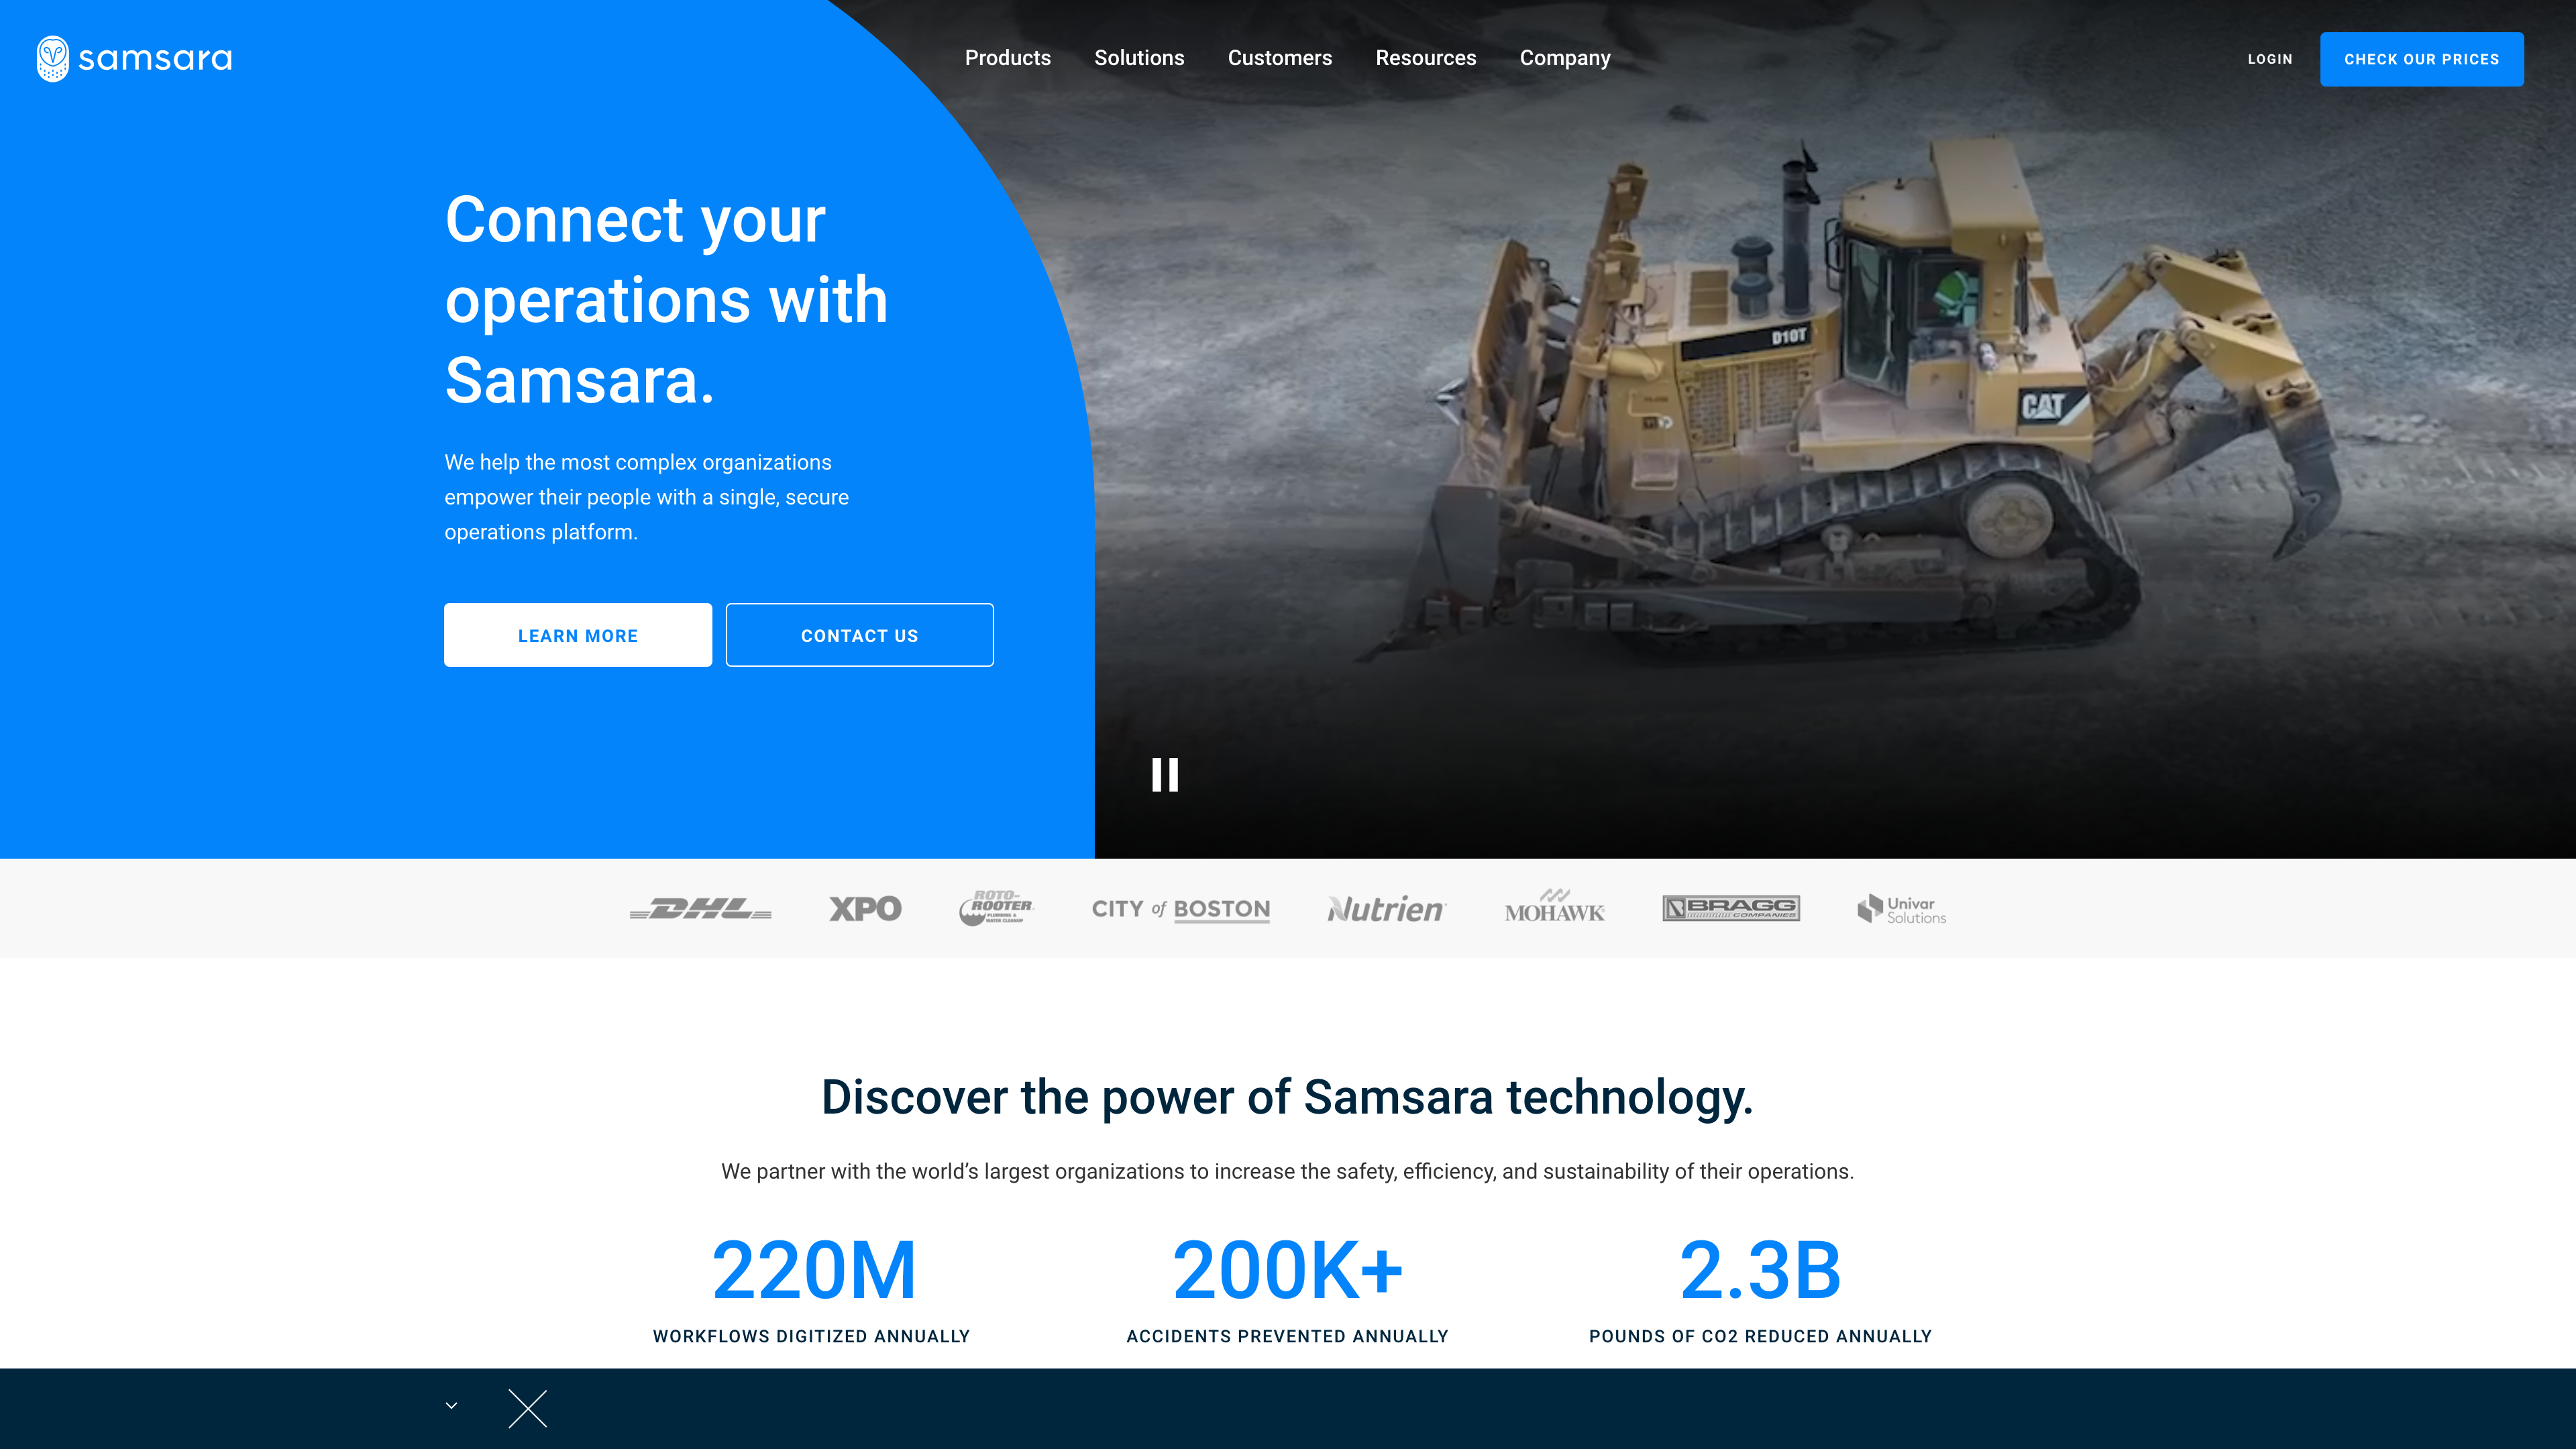 samsara
Products Solutions Customers Resources Company
LOGIN
CHECK OUR PRICES
Connect your
operations with
Samsara.
We help the most complex organizations
empower their people with a single, secure
operations platform.
LEARN MORE
CONTACT US
D10T
CAT
DHL
XPO
ROTO-
ROOTER
PLUMBING &
WATER CLEANUP
CITY of BOSTON
Nutrien
MOHAWK
BRAGG
COMPANIES
Univar
Solutions
Discover the power of Samsara technology.
We partner with the world’s largest organizations to increase the safety, efficiency, and sustainability of their operations.
220M
WORKFLOWS DIGITIZED ANNUALLY
200K+
ACCIDENTS PREVENTED ANNUALLY
2.3B
POUNDS OF CO2 REDUCED ANNUALLY